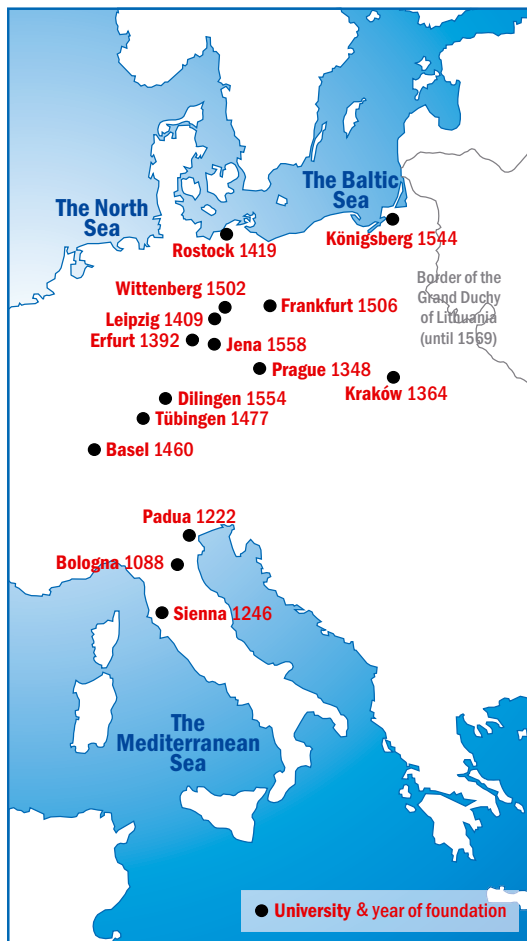 The Baltic
Sea
The North
Sea
Königsberg 1544
Rostock 1419
Border of the
Grand Duchy
of Lithuania
(until 1569)
Wittenberg 1502
Frankfurt 1506
Leipzig 1409
Erfurt 1392
Jena 1558
Prague 1348
Kraków 1364
Dilingen 1554
Tübingen 1477
Basel 1460
Padua 1222
Bologna 1088
Sienna 1246
The
Mediterranean
Sea
University & year of foundation